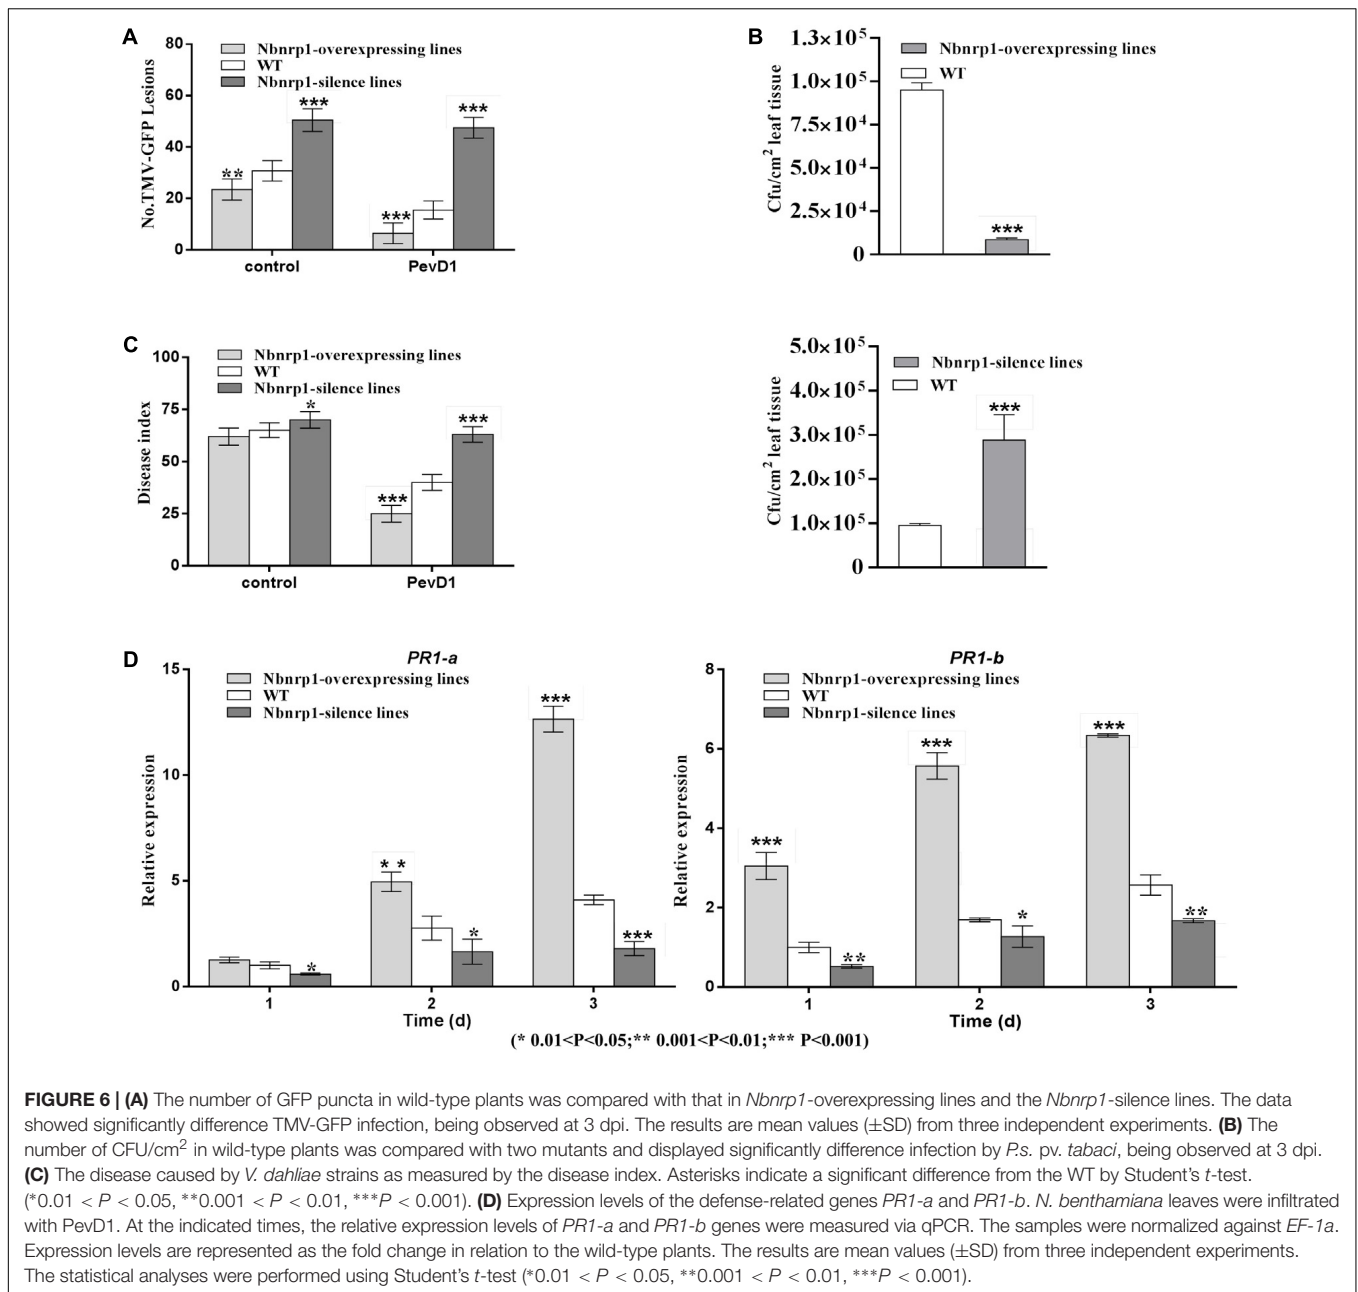 A
80
60
40
20
0
No.TMV-GFP Lesions
Nbnrp1-overexpressing lines
WT
Nbnrp1-silence lines
**
***
***
***
control
PevD1
B
1.3×10⁵
1.0×10⁵
7.5×10⁴
5.0×10⁴
2.5×10⁴
0
Cfu/cm² leaf tissue
Nbnrp1-overexpressing lines
WT
***
C
100
75
50
25
0
Disease index
Nbnrp1-overexpressing lines
WT
Nbnrp1-silence lines
*
***
***
control
PevD1
5.0×10⁵
4.0×10⁵
3.0×10⁵
2.0×10⁵
1.0×10⁵
0
Cfu/cm² leaf tissue
Nbnrp1-silence lines
WT
***
D
PR1-a
15
10
5
0
Relative expression
Nbnrp1-overexpressing lines
WT
Nbnrp1-silence lines
*
* *
*
***
***
1
2
3
Time (d)
PR1-b
8
6
4
2
0
Relative expression
Nbnrp1-overexpressing lines
WT
Nbnrp1-silence lines
***
**
***
*
***
**
1
2
3
Time (d)
(* 0.01<P<0.05;** 0.001<P<0.01;*** P<0.001)
FIGURE 6 | (A) The number of GFP puncta in wild-type plants was compared with that in Nbnrp1-overexpressing lines and the Nbnrp1-silence lines. The data
showed significantly difference TMV-GFP infection, being observed at 3 dpi. The results are mean values (±SD) from three independent experiments. (B) The
number of CFU/cm² in wild-type plants was compared with two mutants and displayed significantly difference infection by P.s. pv. tabaci, being observed at 3 dpi.
(C) The disease caused by V. dahliae strains as measured by the disease index. Asterisks indicate a significant difference from the WT by Student's t-test.
(*0.01 < P < 0.05, **0.001 < P < 0.01, ***P < 0.001). (D) Expression levels of the defense-related genes PR1-a and PR1-b. N. benthamiana leaves were infiltrated
with PevD1. At the indicated times, the relative expression levels of PR1-a and PR1-b genes were measured via qPCR. The samples were normalized against EF-1a.
Expression levels are represented as the fold change in relation to the wild-type plants. The results are mean values (±SD) from three independent experiments.
The statistical analyses were performed using Student's t-test (*0.01 < P < 0.05, **0.001 < P < 0.01, ***P < 0.001).